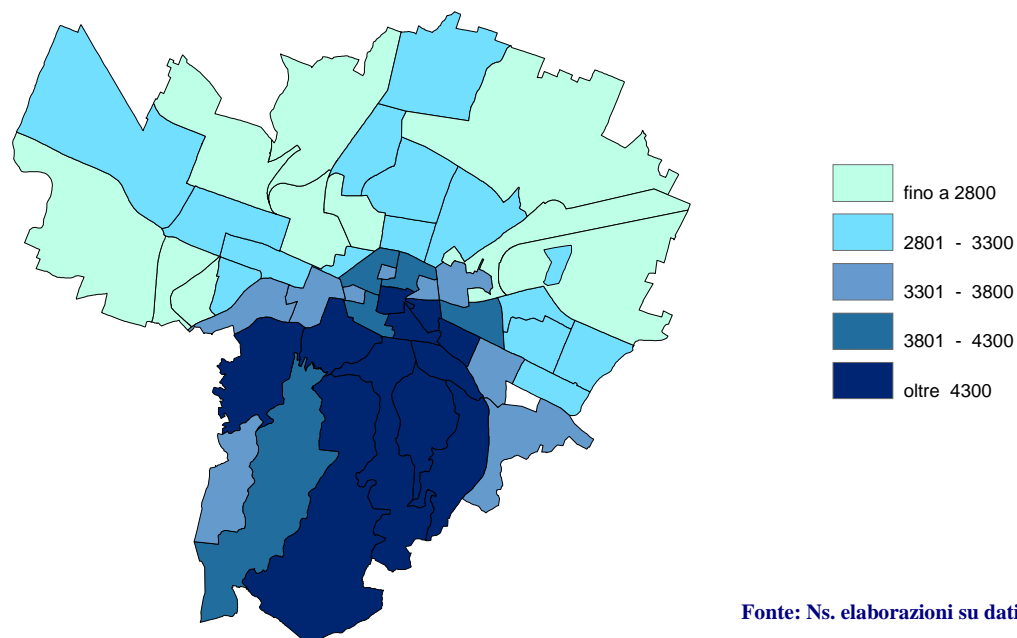 fino a 2800
2801 - 3300
3301 - 3800
3801 - 4300
oltre 4300
Fonte: Ns. elaborazioni su dati